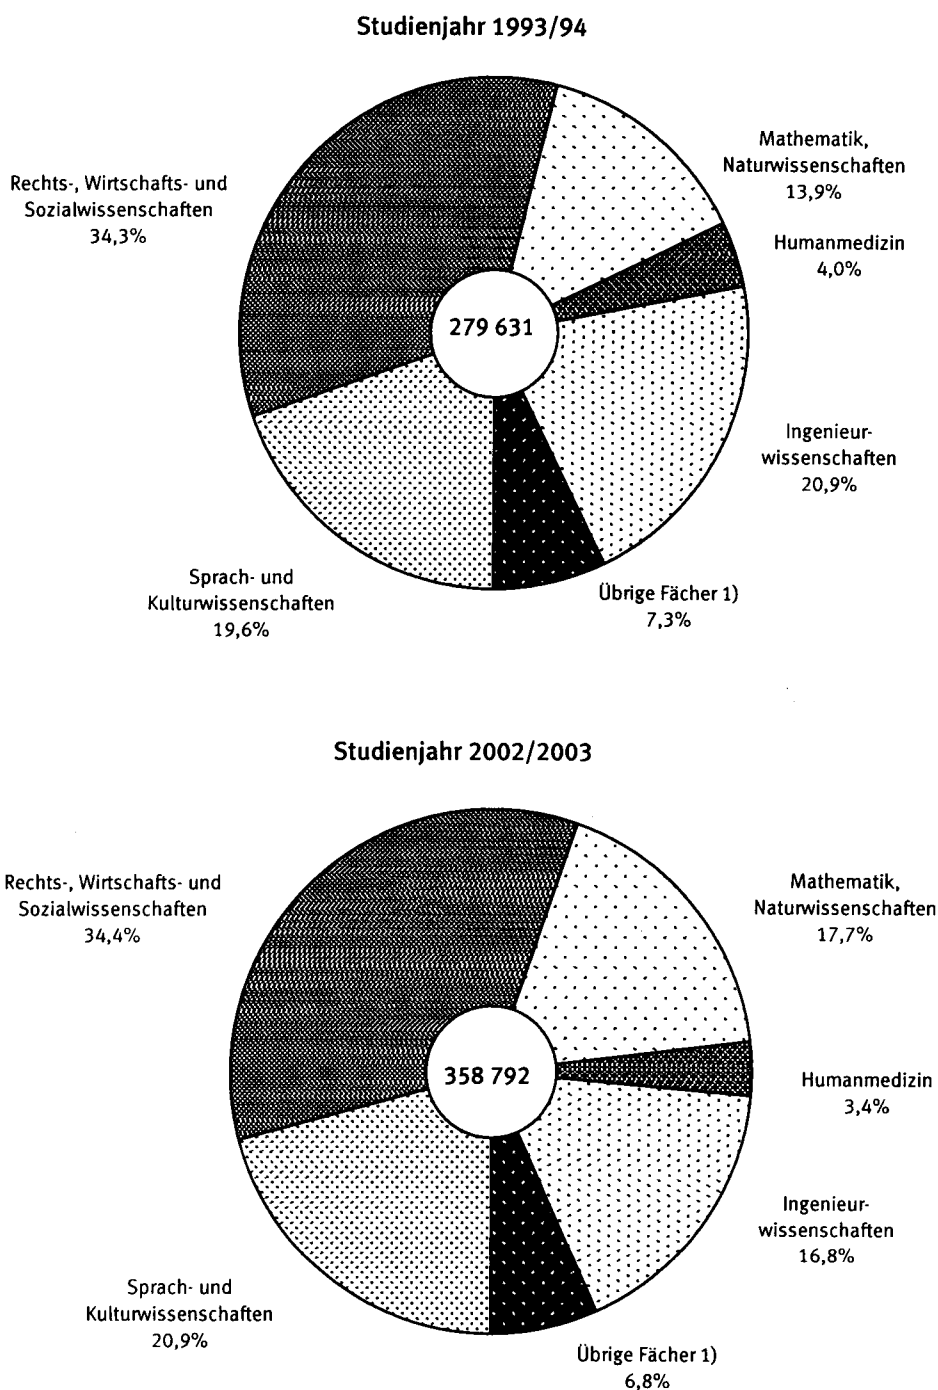 Studienjahr 1993/94
Mathematik,
Naturwissenschaften
13,9%
Rechts-, Wirtschafts- und
Sozialwissenschaften
34,3%
Humanmedizin
4,0%
279 631
Ingenieur-
wissenschaften
20,9%
Sprach- und
Kulturwissenschaften
19,6%
Übrige Fächer 1)
7,3%
Studienjahr 2002/2003
Rechts-, Wirtschafts- und
Sozialwissenschaften
34,4%
Mathematik,
Naturwissenschaften
17,7%
358 792
Humanmedizin
3,4%
Ingenieur-
wissenschaften
16,8%
Sprach- und
Kulturwissenschaften
20,9%
Übrige Fächer 1)
6,8%